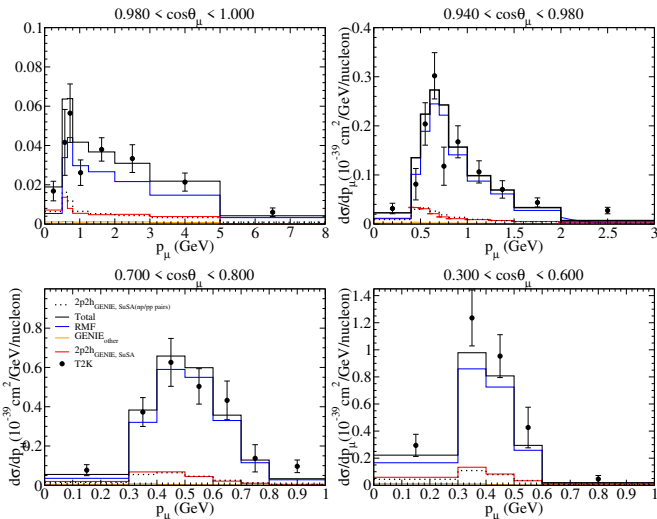 0.980 < cosθμ < 1.000
0.940 < cosθμ < 0.980
0.12
0.1
0.08
0.06
0.04
0.02
0
0 1 2 3 4 5 6 7 8
pμ (GeV)
0.4
0.3
0.2
0.1
0
0 0.5 1 1.5 2 2.5 3
pμ (GeV)
dσ/dpμ(10⁻³⁹cm²/GeV/nucleon)
0.700 < cosθμ < 0.800
0.300 < cosθμ < 0.600
dσ/dpμ(10⁻³⁹cm²/GeV/nucleon)
0.8
0.6
0.4
0.2
0
2p2hGENIE, SuSA(np/pp pairs)
Total
RMF
GENIEother
2p2hGENIE, SuSA
T2K
0 0.1 0.2 0.3 0.4 0.5 0.6 0.7 0.8 0.9 1
pμ (GeV)
dσ/dpμ(10⁻³⁹cm²/GeV/nucleon)
1.4
1.2
1
0.8
0.6
0.4
0.2
0
0 0.1 0.2 0.3 0.4 0.5 0.6 0.7 0.8 0.9 1
pμ (GeV)